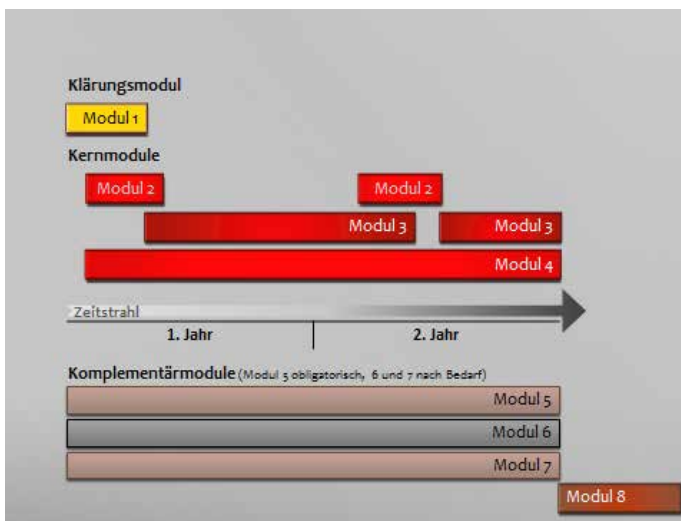 Klärungsmodul
Modul 1
Kernmodule
Modul 2 Modul 2
Modul 3 Modul 3
Modul 4
Zeitstrahl
1. Jahr 2. Jahr
Komplementärmodule (Modul 5 obligatorisch, 6 und 7 nach Bedarf)
Modul 5
Modul 6
Modul 7
Modul 8